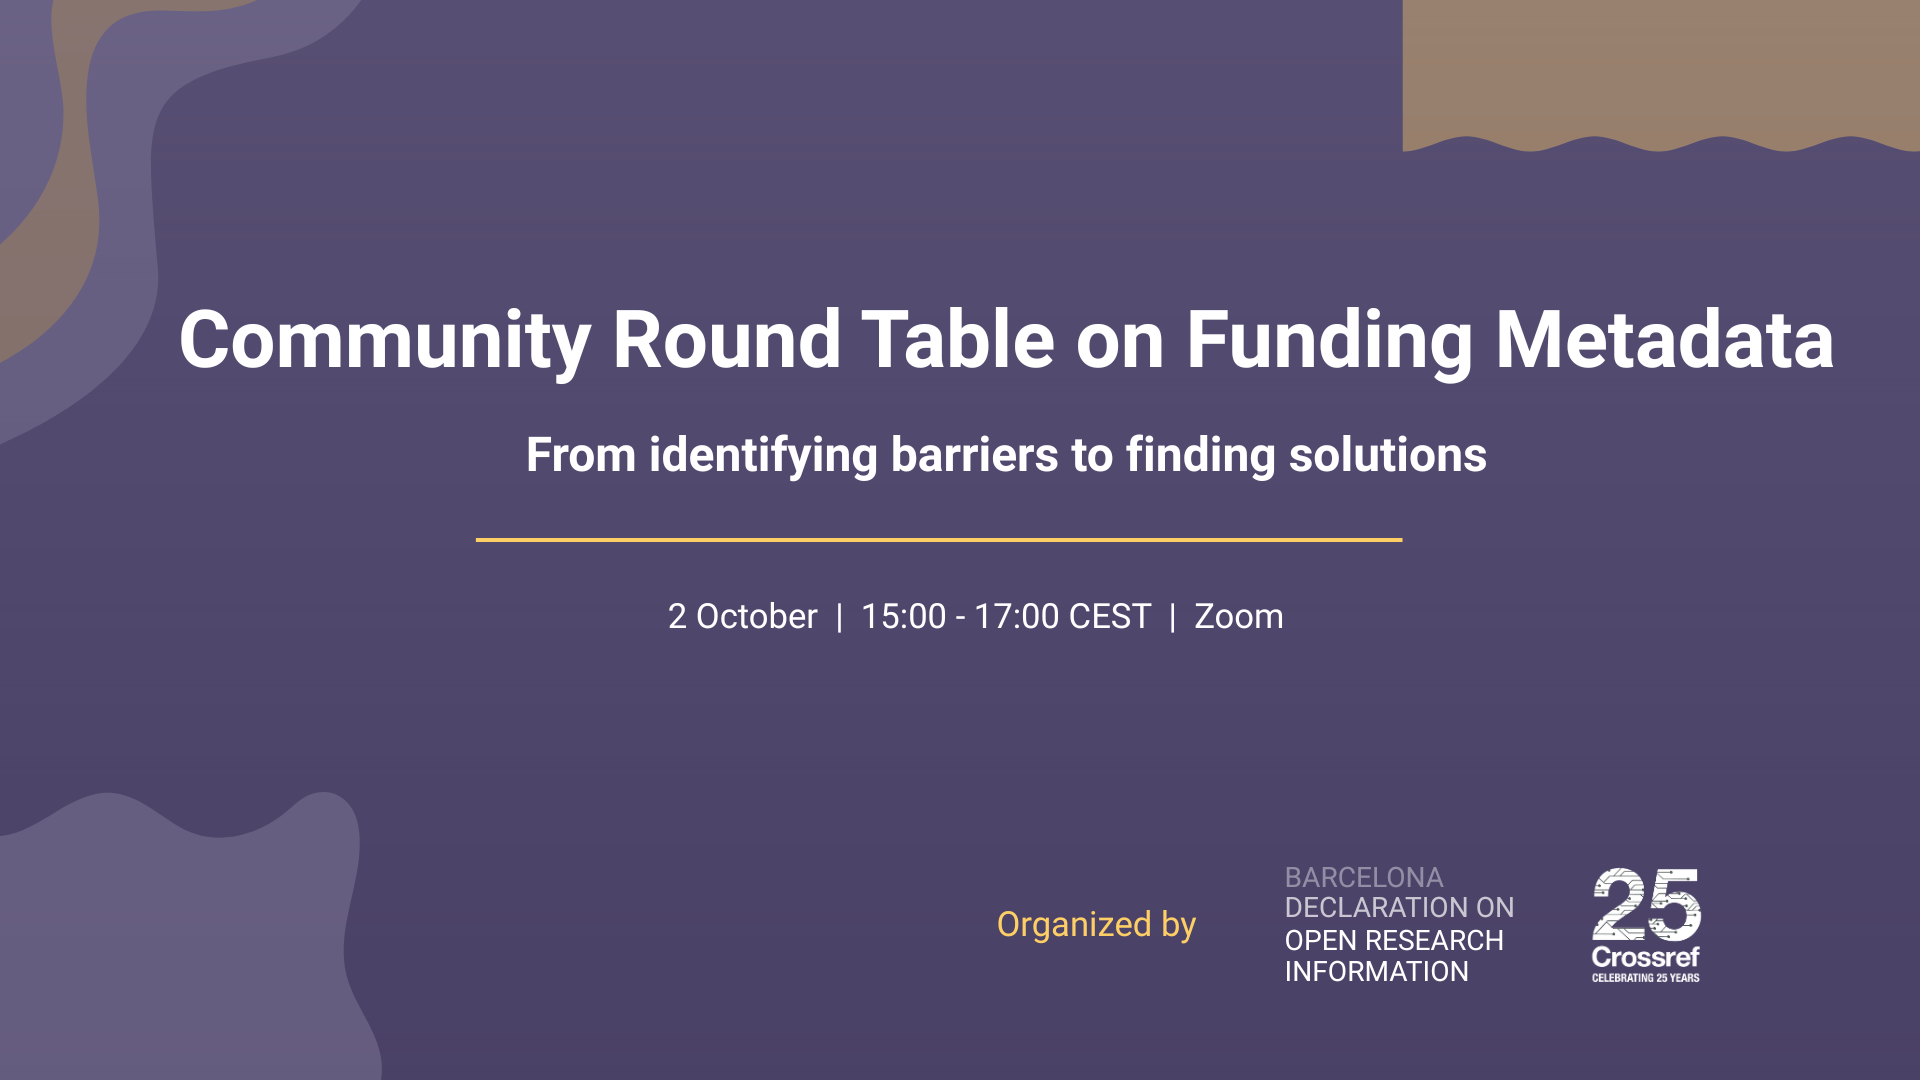 Community Round Table on Funding Metadata
From identifying barriers to finding solutions
2 October | 15:00 - 17:00 CEST | Zoom
Organized by
BARCELONA
DECLARATION ON
OPEN RESEARCH
INFORMATION
25
Crossref
CELEBRATING 25 YEARS